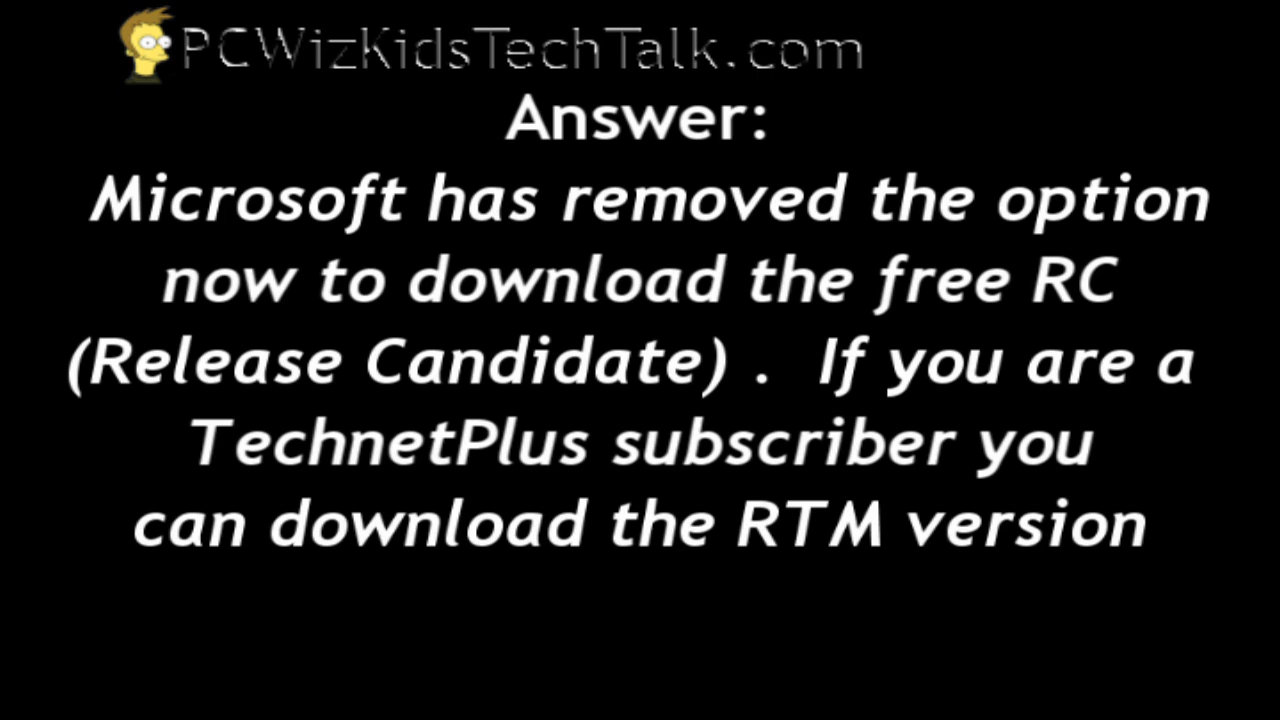 PCWizKidsTechTalk.com
Answer:
Microsoft has removed the option
now to download the free RC
(Release Candidate) . If you are a
TechnetPlus subscriber you
can download the RTM version